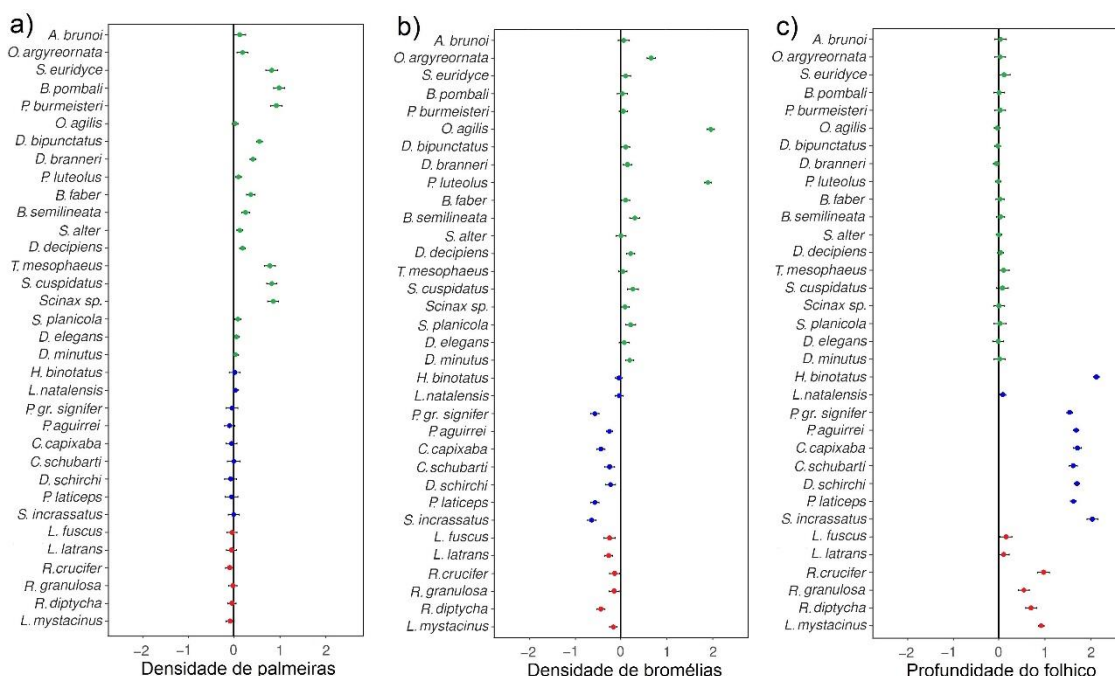 a)
A. brunoi
O. argyreornata
S. euridyce
B. pombali
P. burmeisteri
O. agilis
D. bipunctatus
D. branneri
P. luteolus
B. faber
B. semilineata
S. alter
D. decipiens
T. mesophaeus
S. cuspidatus
Scinax sp.
S. planicola
D. elegans
D. minutus
H. binotatus
L. natalensis
P. gr. signifer
P. aguirrei
C. capixaba
C. schubarti
D. schirchi
P. laticeps
S. incrassatus
L. fuscus
L. latrans
R. crucifer
R. granulosa
R. diptycha
L. mystacinus
−2 −1 0 1 2
Densidade de palmeiras
b)
A. brunoi
O. argyreornata
S. euridyce
B. pombali
P. burmeisteri
O. agilis
D. bipunctatus
D. branneri
P. luteolus
B. faber
B. semilineata
S. alter
D. decipiens
T. mesophaeus
S. cuspidatus
Scinax sp.
S. planicola
D. elegans
D. minutus
H. binotatus
L. natalensis
P. gr. signifer
P. aguirrei
C. capixaba
C. schubarti
D. schirchi
P. laticeps
S. incrassatus
L. fuscus
L. latrans
R. crucifer
R. granulosa
R. diptycha
L. mystacinus
−2 −1 0 1 2
Densidade de bromélias
c)
A. brunoi
O. argyreornata
S. euridyce
B. pombali
P. burmeisteri
O. agilis
D. bipunctatus
D. branneri
P. luteolus
B. faber
B. semilineata
S. alter
D. decipiens
T. mesophaeus
S. cuspidatus
Scinax sp.
S. planicola
D. elegans
D. minutus
H. binotatus
L. natalensis
P. gr. signifer
P. aguirrei
C. capixaba
C. schubarti
D. schirchi
P. laticeps
S. incrassatus
L. fuscus
L. latrans
R. crucifer
R. granulosa
R. diptycha
L. mystacinus
−2 −1 0 1 2
Profundidade do folhico